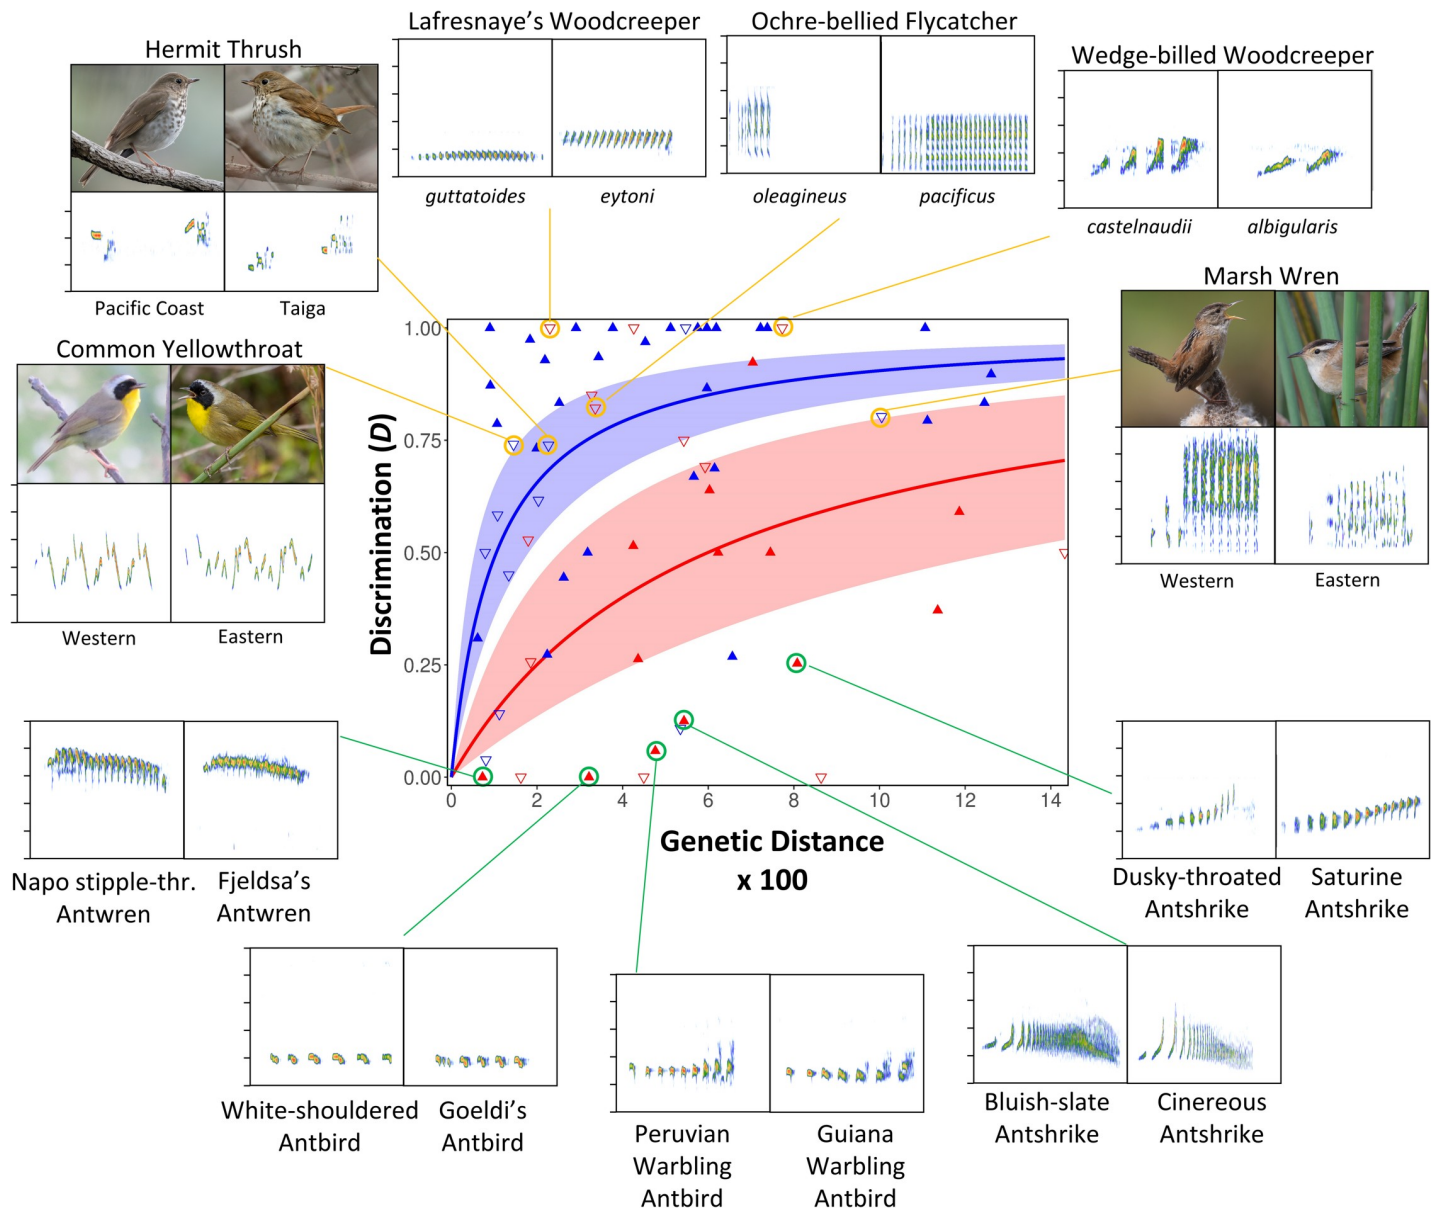 Lafresnaye's Woodcreeper
Ochre-bellied Flycatcher
Hermit Thrush
Wedge-billed Woodcreeper
guttatoides
eytoni
oleagineus
pacificus
castelnaudii
albigularis
Pacific Coast
Taiga
Marsh Wren
Common Yellowthroat
Western
Eastern
Western
Eastern
Discrimination (D)
1.00
0.75
0.50
0.25
0.00
0
2
4
6
8
10
12
14
Genetic Distance
x 100
Napo stipple-thr.
Antwren
Fjeldsa's
Antwren
Dusky-throated
Antshrike
Saturine
Antshrike
White-shouldered
Antbird
Goeldi's
Antbird
Peruvian
Warbling
Antbird
Guiana
Warbling
Antbird
Bluish-slate
Antshrike
Cinereous
Antshrike